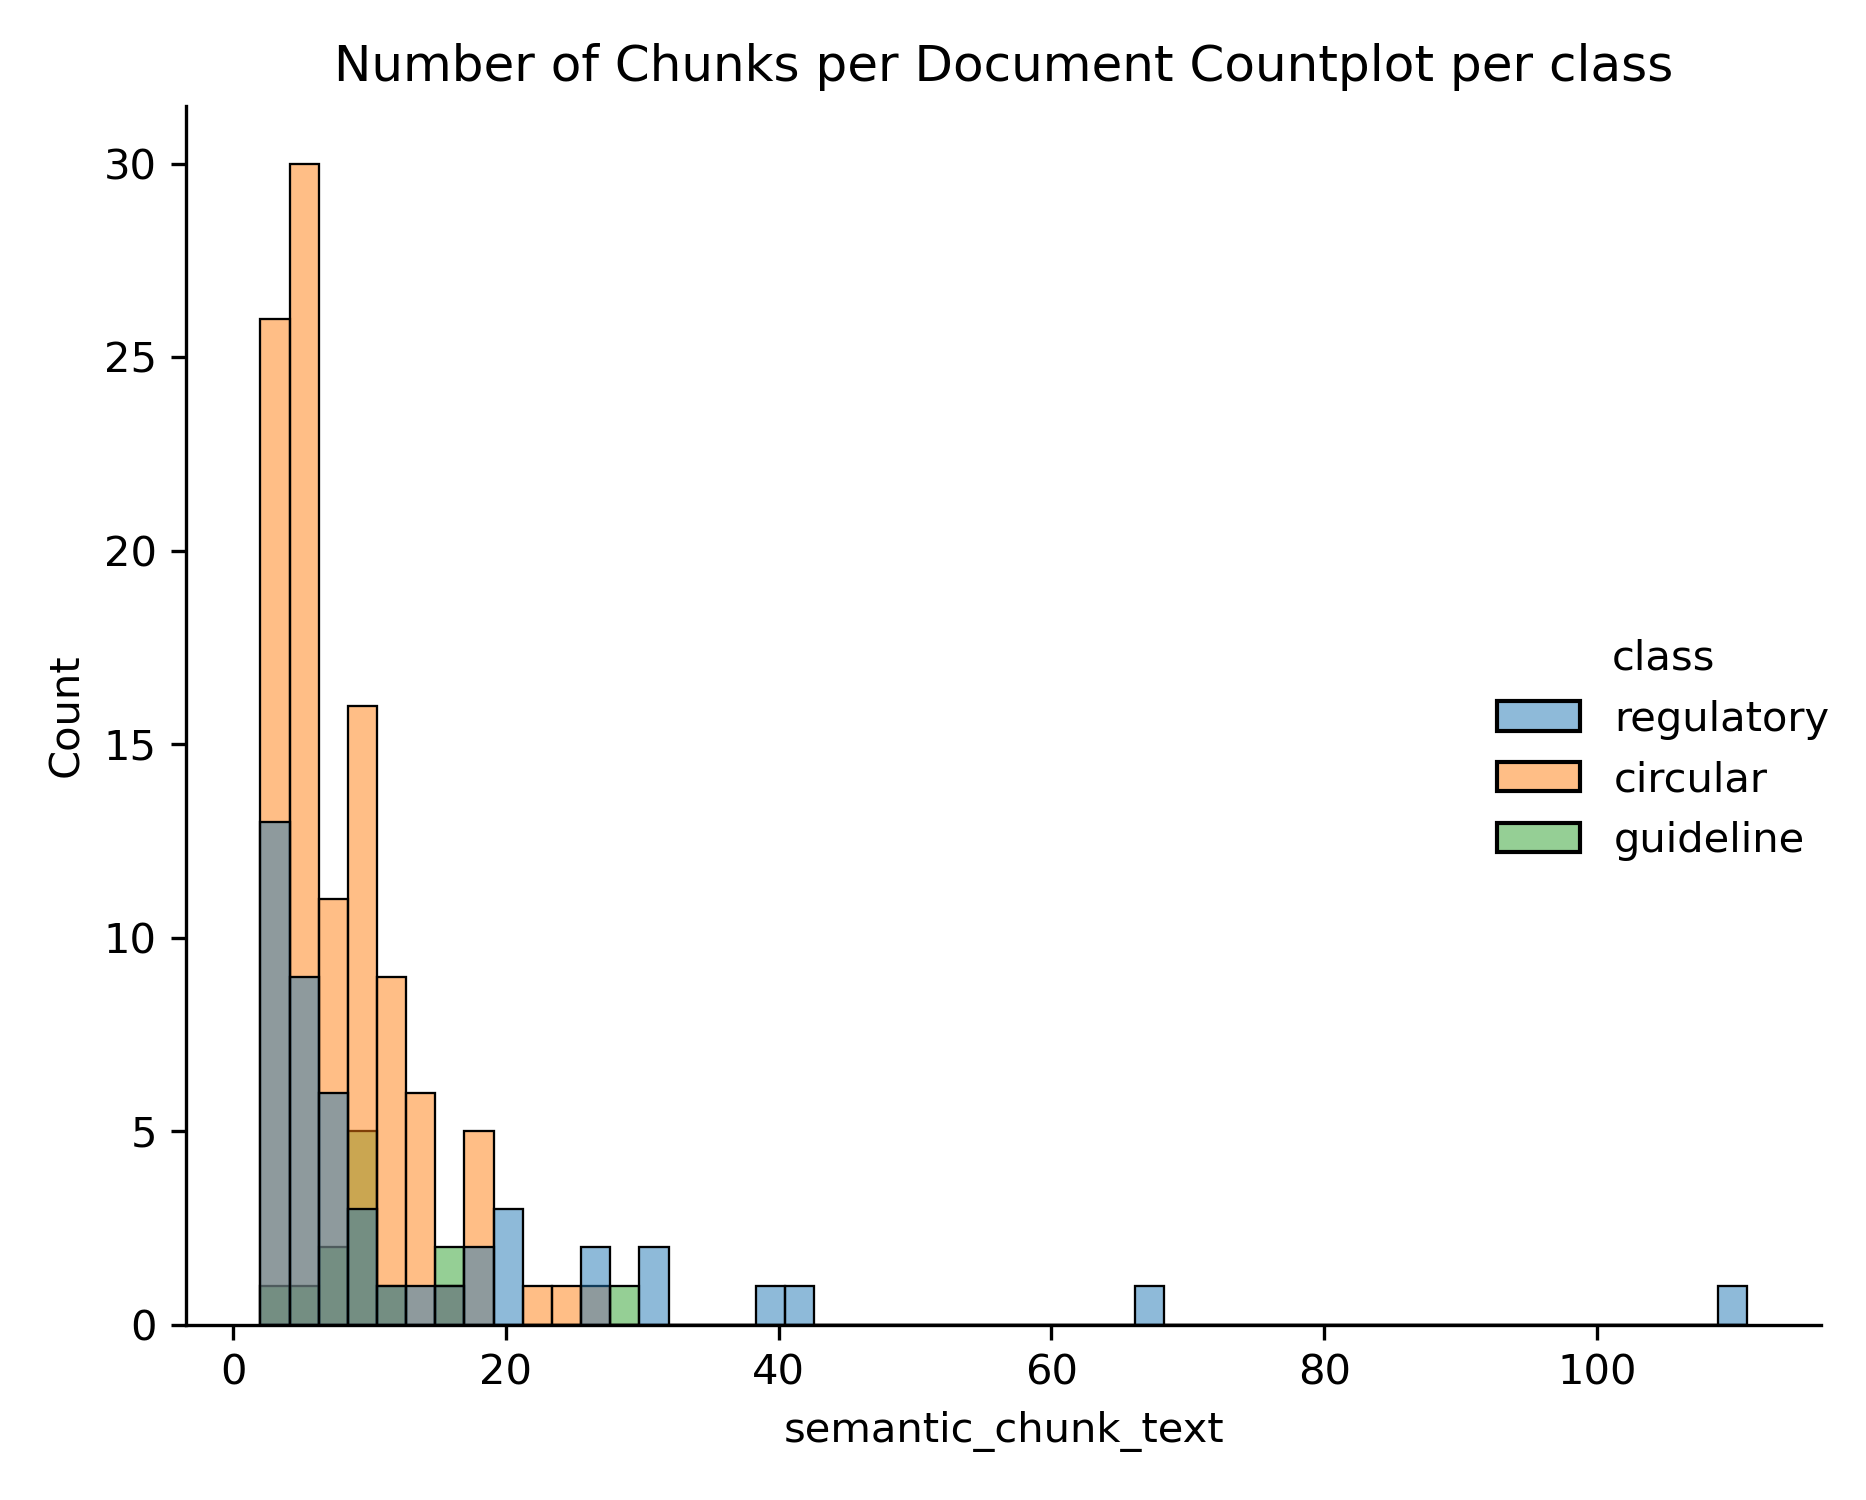 Number of Chunks per Document Countplot per class
30
25
20
15
10
5
0
Count
class
regulatory
circular
guideline
0 20 40 60 80 100
semantic_chunk_text